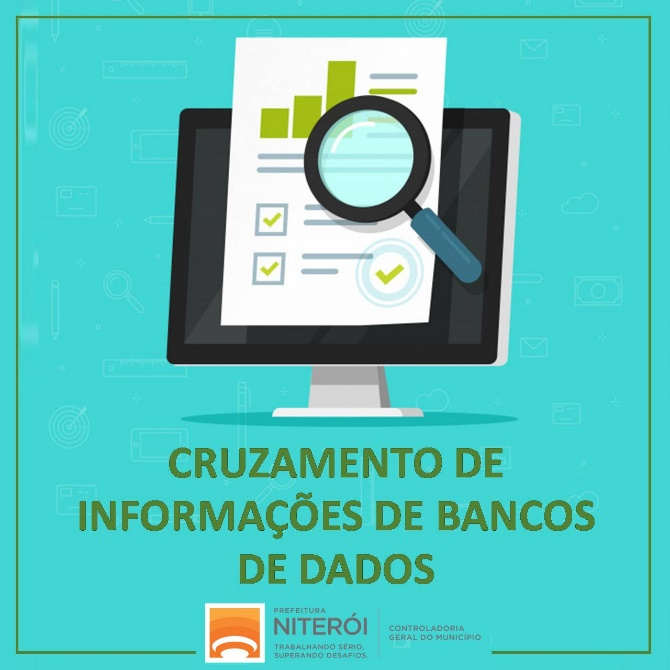 CRUZAMENTO DE
INFORMAÇÕES DE BANCOS
DE DADOS
PREFEITURA
NITERÓI
TRABALHANDO SÉRIO,
SUPERANDO DESAFIOS.
CONTROLADORIA
GERAL DO MUNICÍPIO